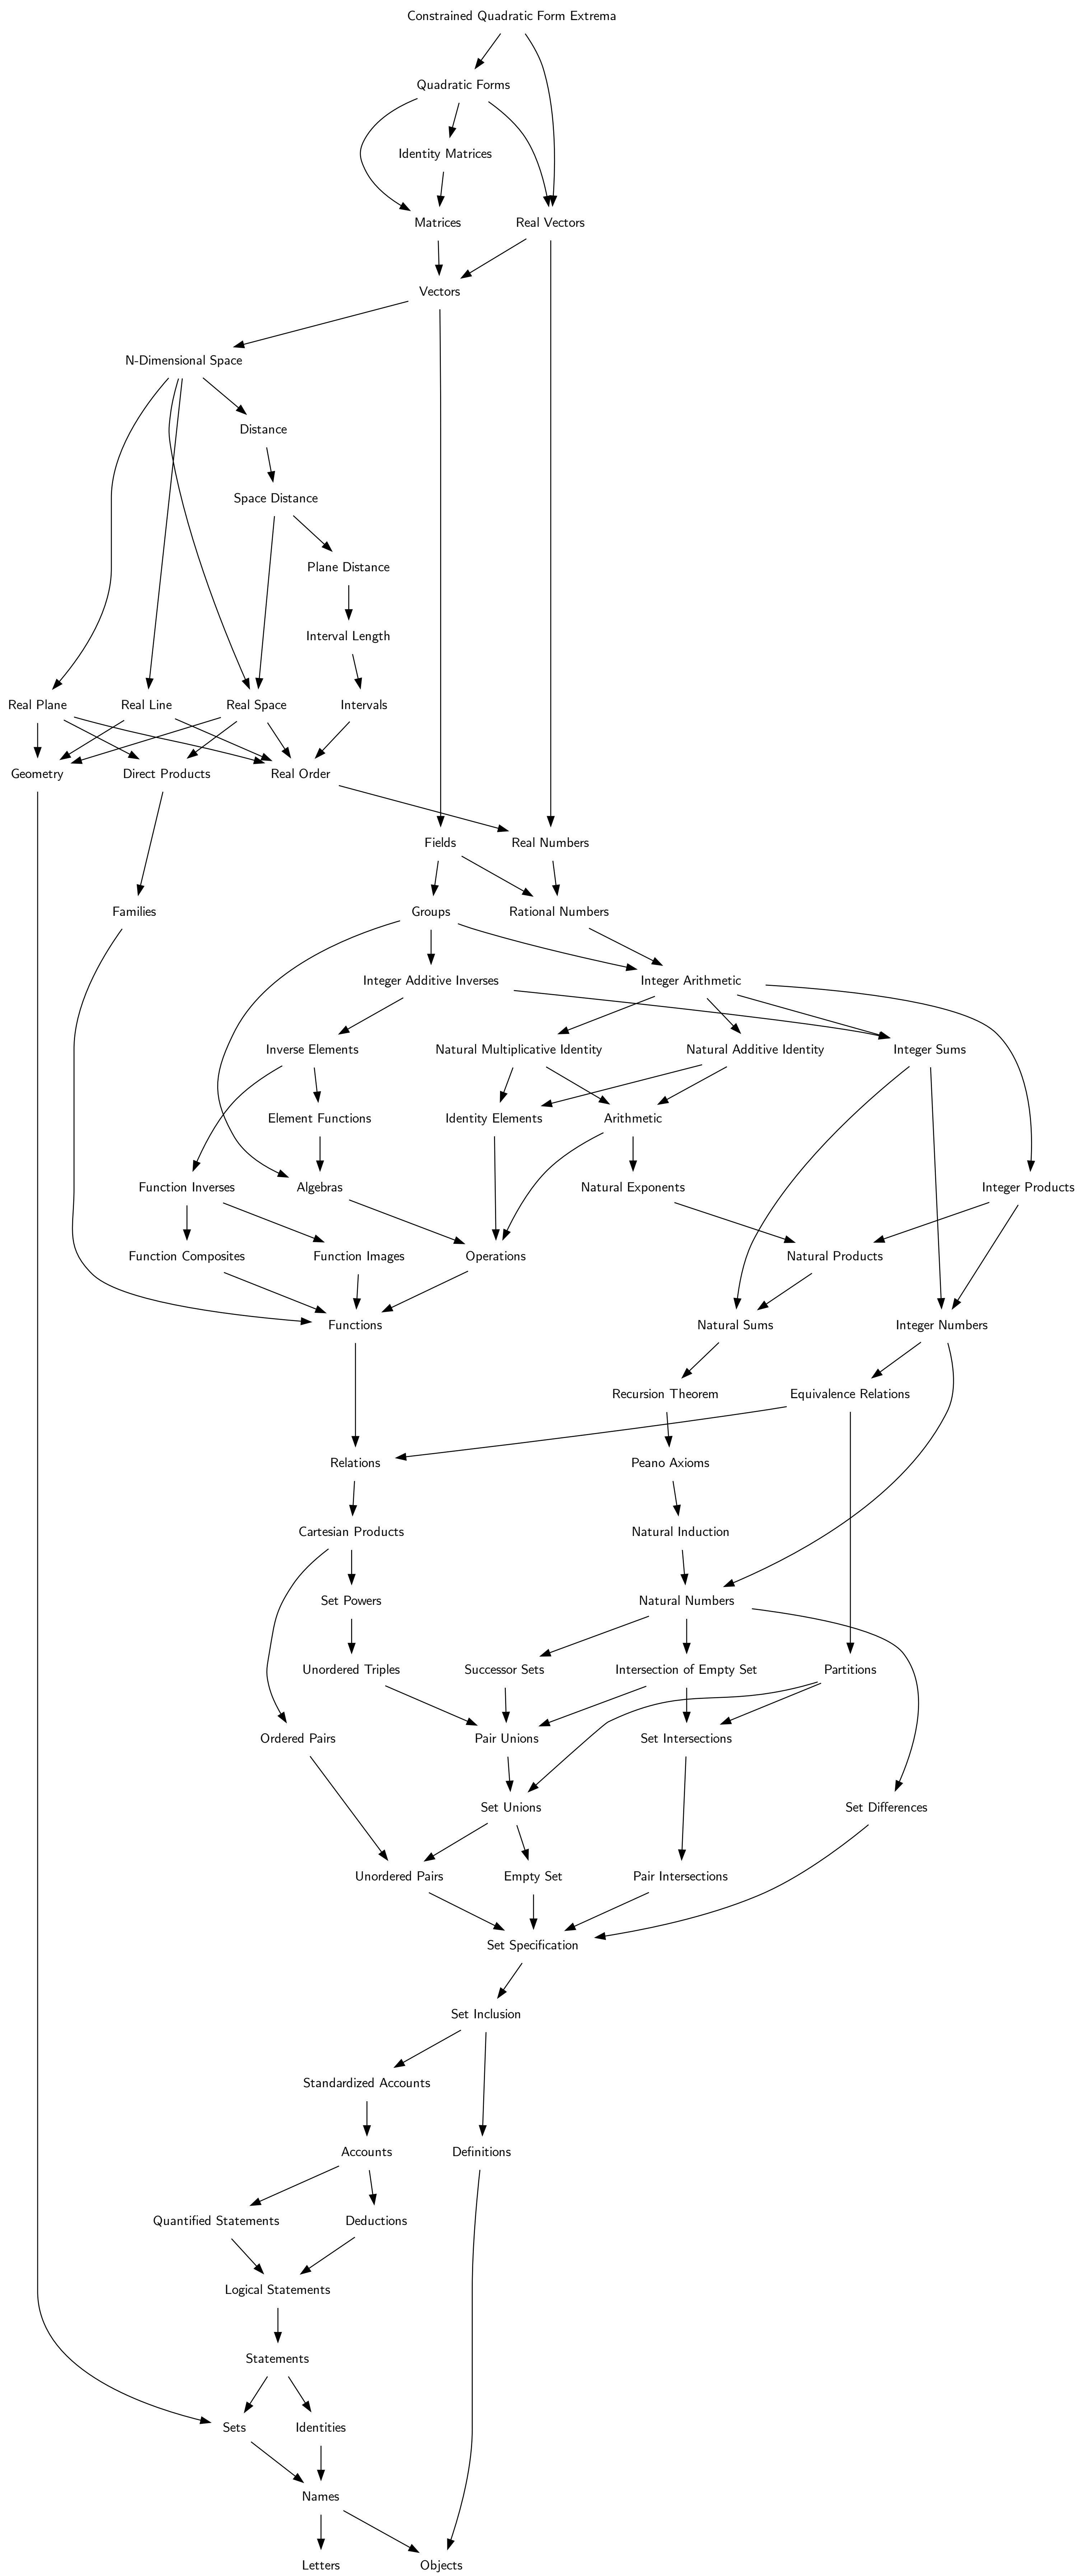 Constrained Quadratic Form Extrema
Quadratic Forms
Identity Matrices
Matrices
Real Vectors
Vectors
N-Dimensional Space
Distance
Space Distance
Plane Distance
Interval Length
Real Plane
Real Line
Real Space
Intervals
Geometry
Direct Products
Real Order
Fields
Real Numbers
Families
Groups
Rational Numbers
Integer Additive Inverses
Integer Arithmetic
Inverse Elements
Natural Multiplicative Identity
Natural Additive Identity
Integer Sums
Element Functions
Identity Elements
Arithmetic
Function Inverses
Algebras
Natural Exponents
Integer Products
Function Composites
Function Images
Operations
Natural Products
Functions
Natural Sums
Integer Numbers
Recursion Theorem
Equivalence Relations
Relations
Peano Axioms
Cartesian Products
Natural Induction
Set Powers
Natural Numbers
Unordered Triples
Successor Sets
Intersection of Empty Set
Partitions
Ordered Pairs
Pair Unions
Set Intersections
Set Unions
Set Differences
Unordered Pairs
Empty Set
Pair Intersections
Set Specification
Set Inclusion
Standardized Accounts
Accounts
Definitions
Quantified Statements
Deductions
Logical Statements
Statements
Sets
Identities
Names
Letters
Objects